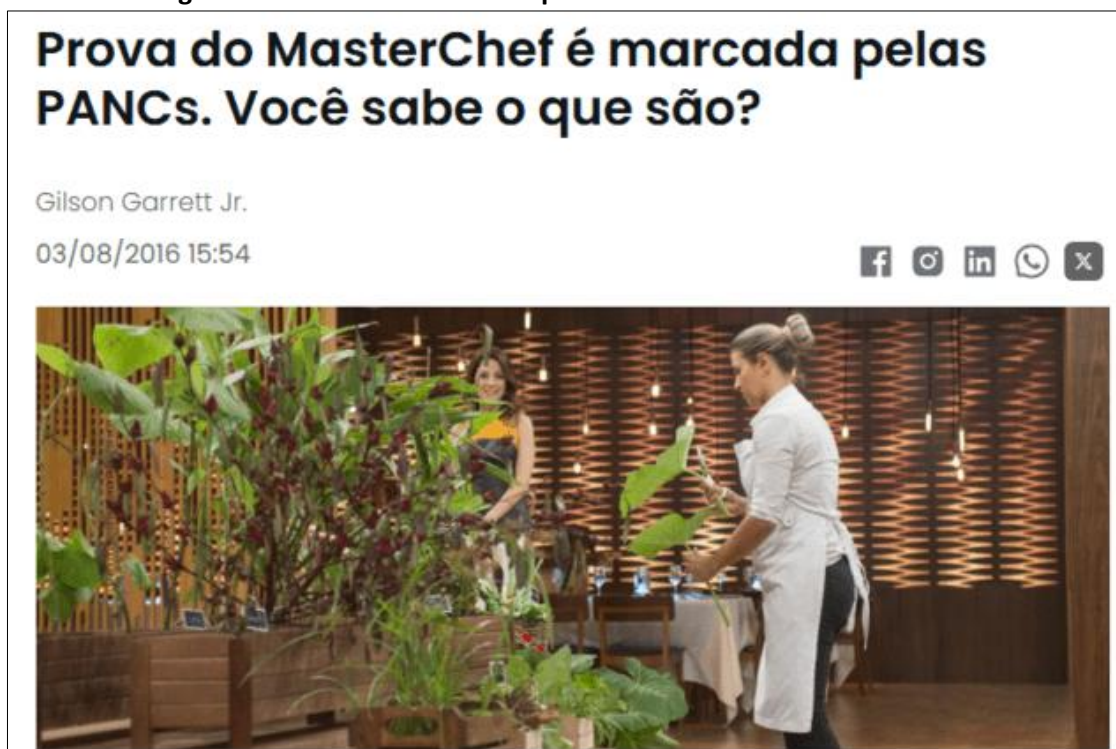 Prova do MasterChef é marcada pelas
PANCs. Você sabe o que são?
Gilson Garrett Jr.
03/08/2016 15:54